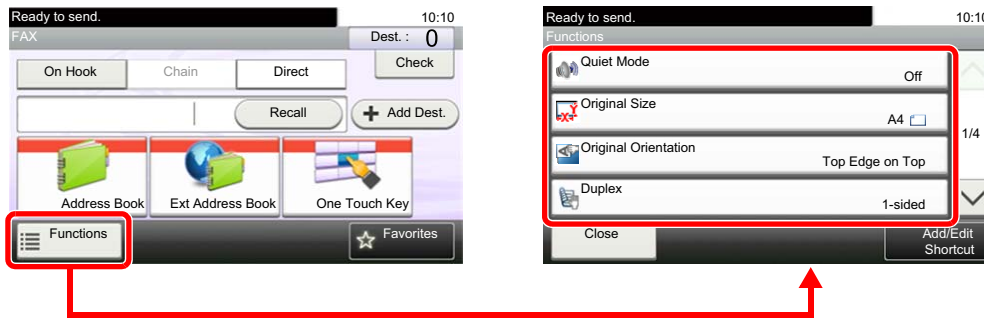 Ready to send.
10:10
FAX
Dest. :
0
On Hook
Chain
Direct
Check
Recall
Add Dest.
Address Book
Ext Address Book
One Touch Key
Functions
Favorites
Ready to send.
10:10
Functions
Quiet Mode
Off
Original Size
A4
1/4
Original Orientation
Top Edge on Top
Duplex
1-sided
Close
Add/Edit
Shortcut